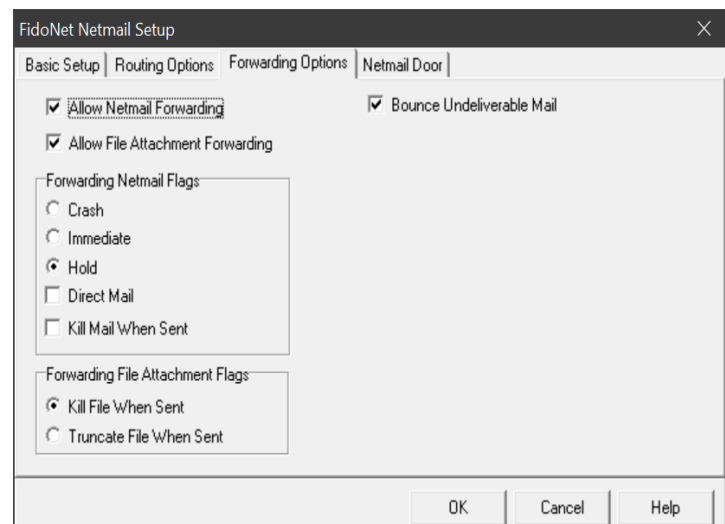 FidoNet Netmail Setup
Basic Setup Routing Options Forwarding Options Netmail Door
Allow Netmail Forwarding
Bounce Undeliverable Mail
Allow File Attachment Forwarding
Forwarding Netmail Flags
Crash
Immediate
Hold
Direct Mail
Kill Mail When Sent
Forwarding File Attachment Flags
Kill File When Sent
Truncate File When Sent
OK Cancel Help